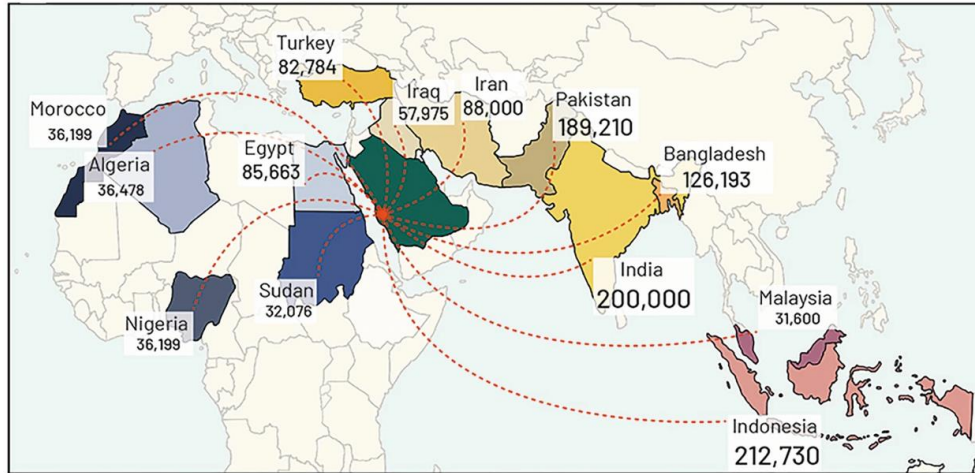 Turkey
82,784
Iraq
57,975
Iran
88,000
Pakistan
189,210
Morocco
36,199
Algeria
36,478
Egypt
85,663
Bangladesh
126,193
India
200,000
Sudan
32,076
Nigeria
36,199
Malaysia
31,600
Indonesia
212,730